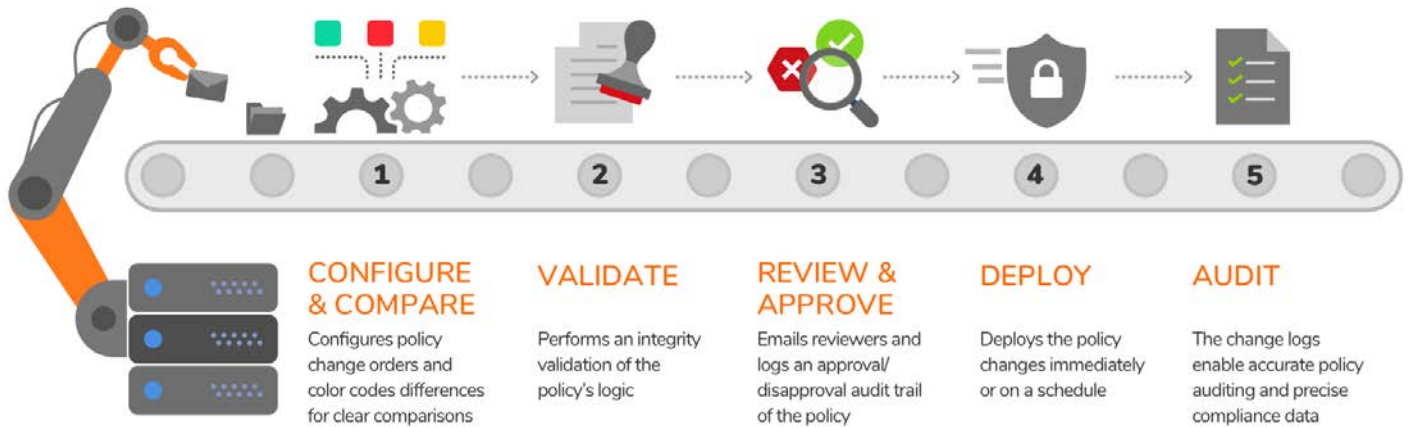 1
2
3
4
5
CONFIGURE
& COMPARE
Configures policy
change orders and
color codes differences
for clear comparisons
VALIDATE
Performs an integrity
validation of the
policy's logic
REVIEW &
APPROVE
Emails reviewers and
logs an approval/
disapproval audit trail
of the policy
DEPLOY
Deploys the policy
changes immediately
or on a schedule
AUDIT
The change logs
enable accurate policy
auditing and precise
compliance data